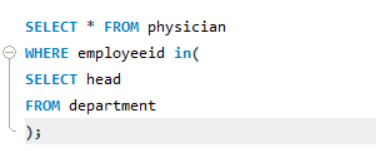 SELECT * FROM physician
WHERE employeeid in(
SELECT head
FROM department
);